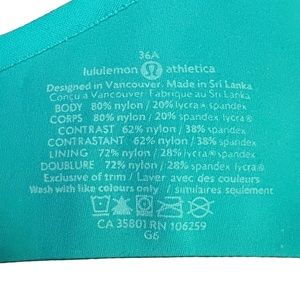 36A
lululemon athletica
Designed in Vancouver. Made in Sri Lanka
Conçu a Vancouver. Fabrique au Sri Lanka
BODY 80% nylon / 20% lycra® spandex
CORPS 80% nylon / 20% spandex lycra®
CONTRAST 62% nylon / 38% spandex
CONTRASTANT 62% nylon / 38% spandex
LINING 72% nylon / 28% lycra® spandex
DOUBLURE 72% nylon / 28% spandex lycra®
Exclusive of trim / Laver avec des couleurs
Wash with like colours only / similaires seulement
CA 35801 RN 106259
G6